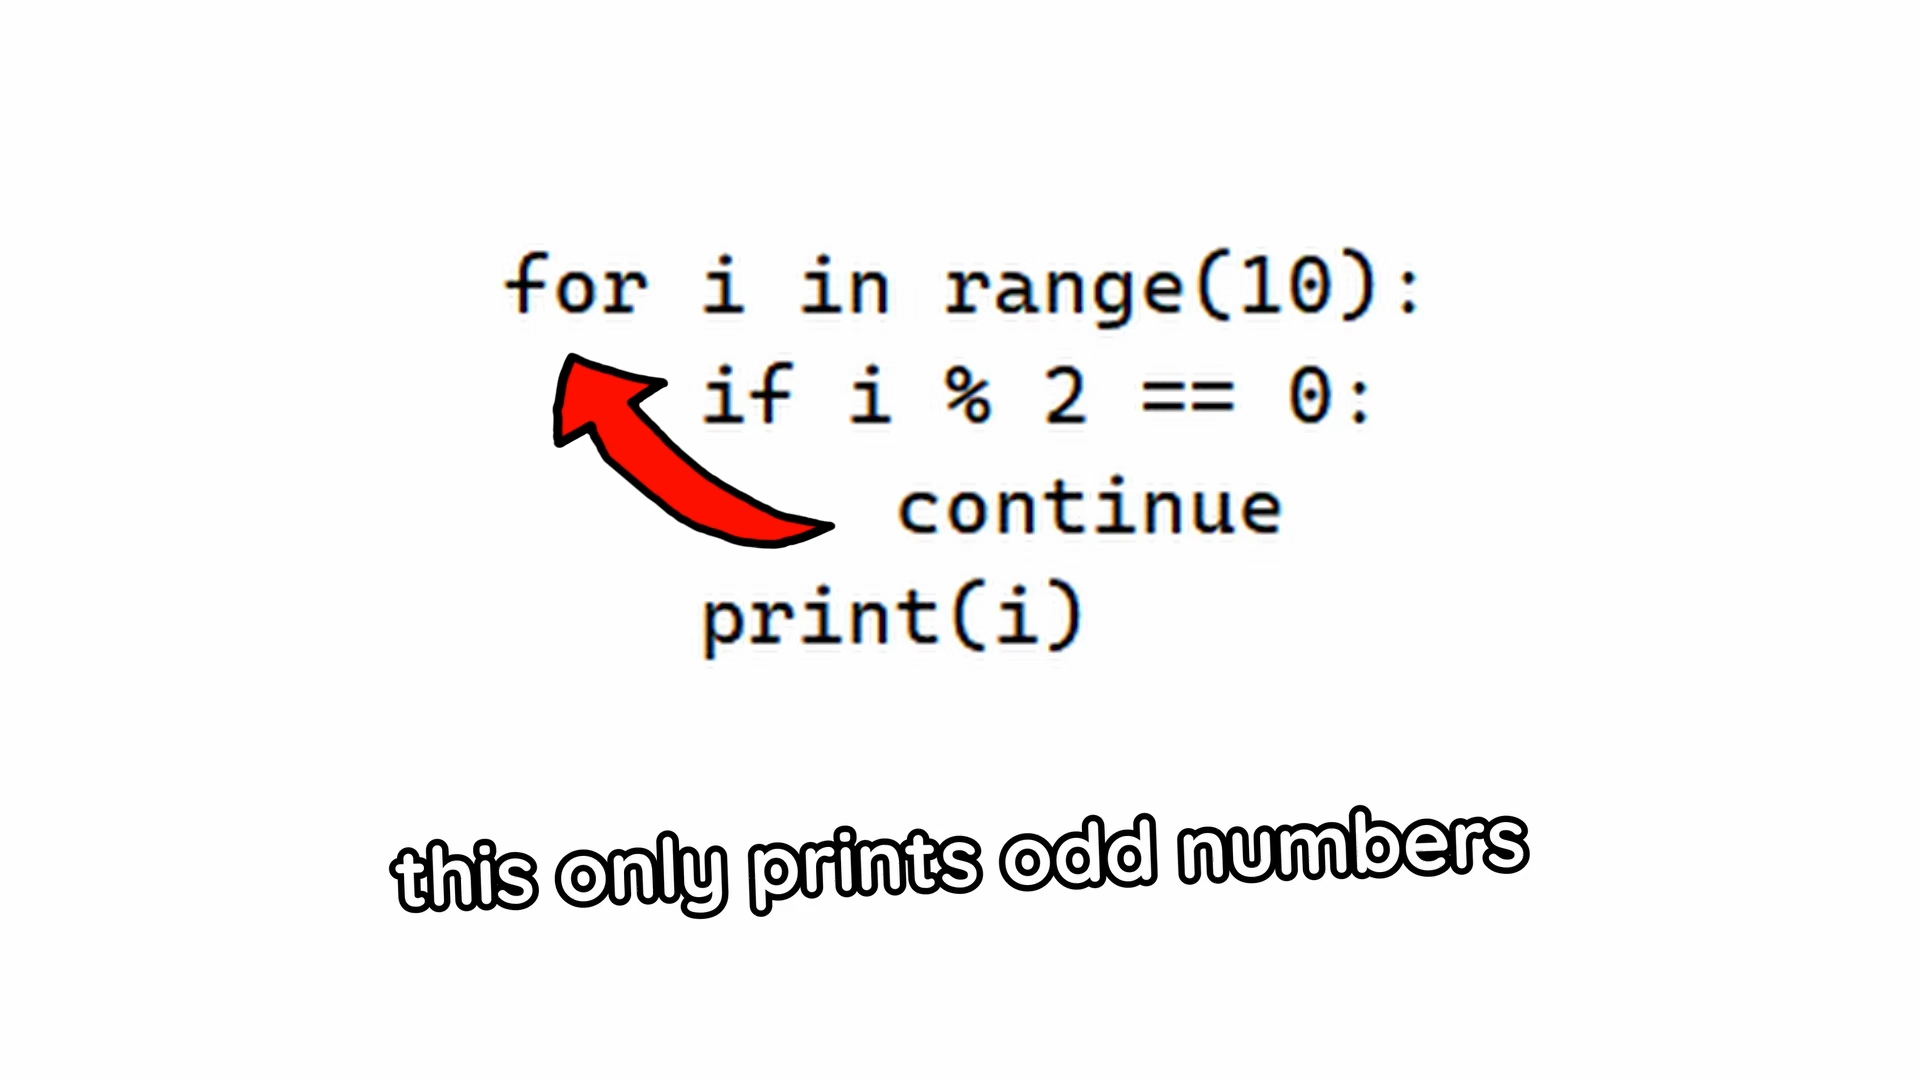 for i in range(10):
    if i % 2 == 0:
        continue
    print(i)
this only prints odd numbers